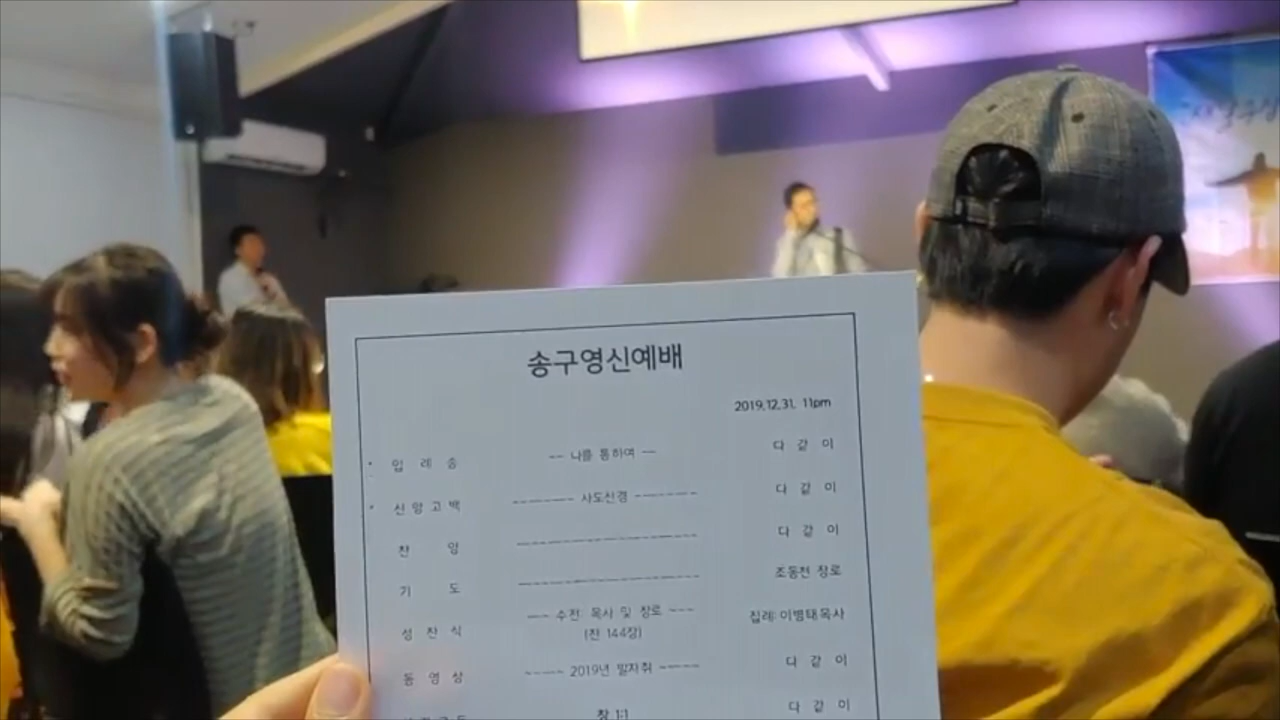 송구영신예배
2019.12.31. 11pm
* 입 례 송 -- 나를 통하여 -- 다 같 이
* 신앙고백 -------- 사도신경 ------- 다 같 이
찬 양 -------------------- 다 같 이
기 도 -------------------- 조동천 장로
성 찬 식 --- 수전: 목사 및 장로 --- 집례: 이병태목사
(찬 144장)
동 영 상 ----- 2019년 발자취 ----- 다 같 이
창 1:1 다 같 이